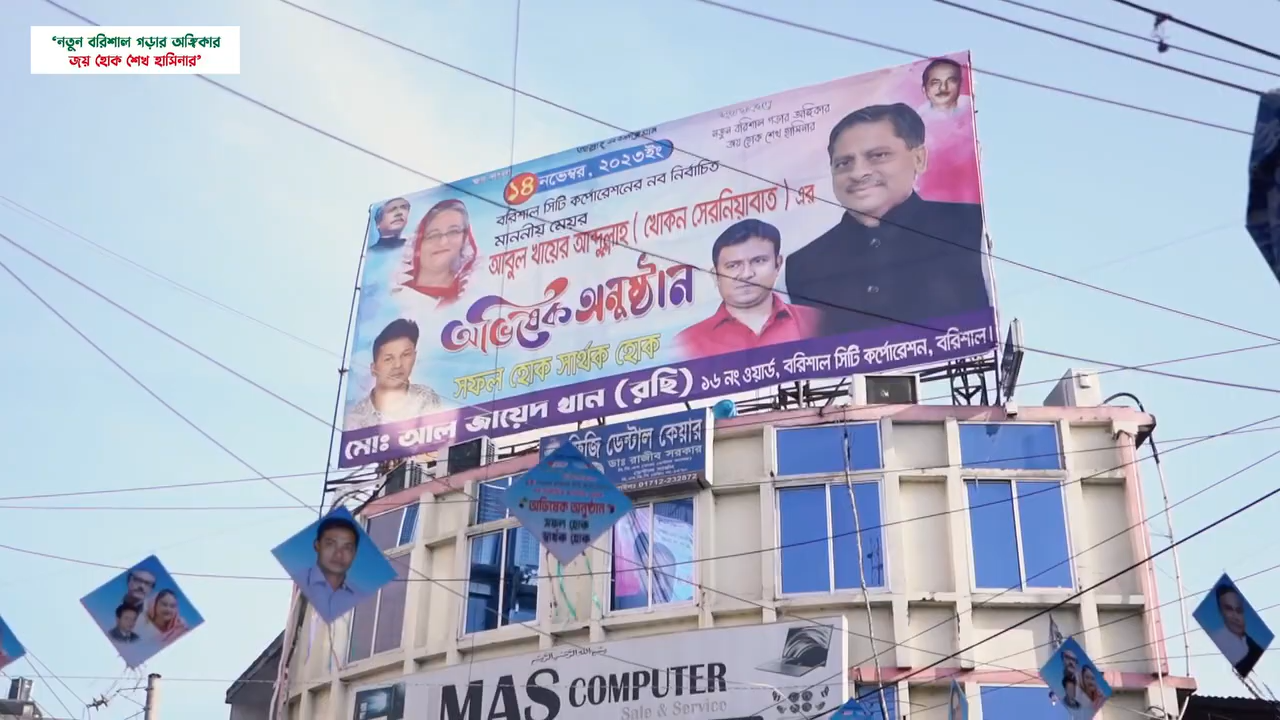 ‘নতুন বরিশাল গড়ার অঙ্গিকার
জয় হোক শেখ হাসিনার’
নতুন বরিশাল গড়ার অঙ্গিকার
জয় হোক শেখ হাসিনার
১৪ নভেম্বর, ২০২৩ইং
বরিশাল সিটি কর্পোরেশনের নব নির্বাচিত
মাননীয় মেয়র
আবুল খায়ের আব্দুল্লাহ ( খোকন সেরনিয়াবাত ) এর
অভিষেক অনুষ্ঠান
সফল হোক সার্থক হোক
মোঃ আল জায়েদ খান (রছি) ১৬ নং ওয়ার্ড, বরিশাল সিটি কর্পোরেশন, বরিশাল।
ডেন্টাল কেয়ার
ডাঃ রাজীব সরকার
01712-232872
অভিষেক অনুষ্ঠান
সফল হোক
স্বার্থক হোক
MAS COMPUTER
Sale & Service